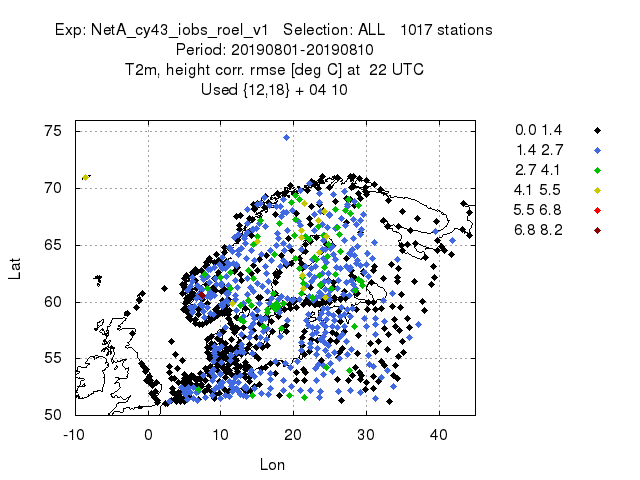 Exp: NetA_cy43_iobs_roel_v1 Selection: ALL 1017 stations
Period: 20190801-20190810
T2m, height corr. rmse [deg C] at 22 UTC
Used {12,18} + 04 10
75
70
65
60
55
50
Lat
-10 0 10 20 30 40
Lon
0.0 1.4
1.4 2.7
2.7 4.1
4.1 5.5
5.5 6.8
6.8 8.2